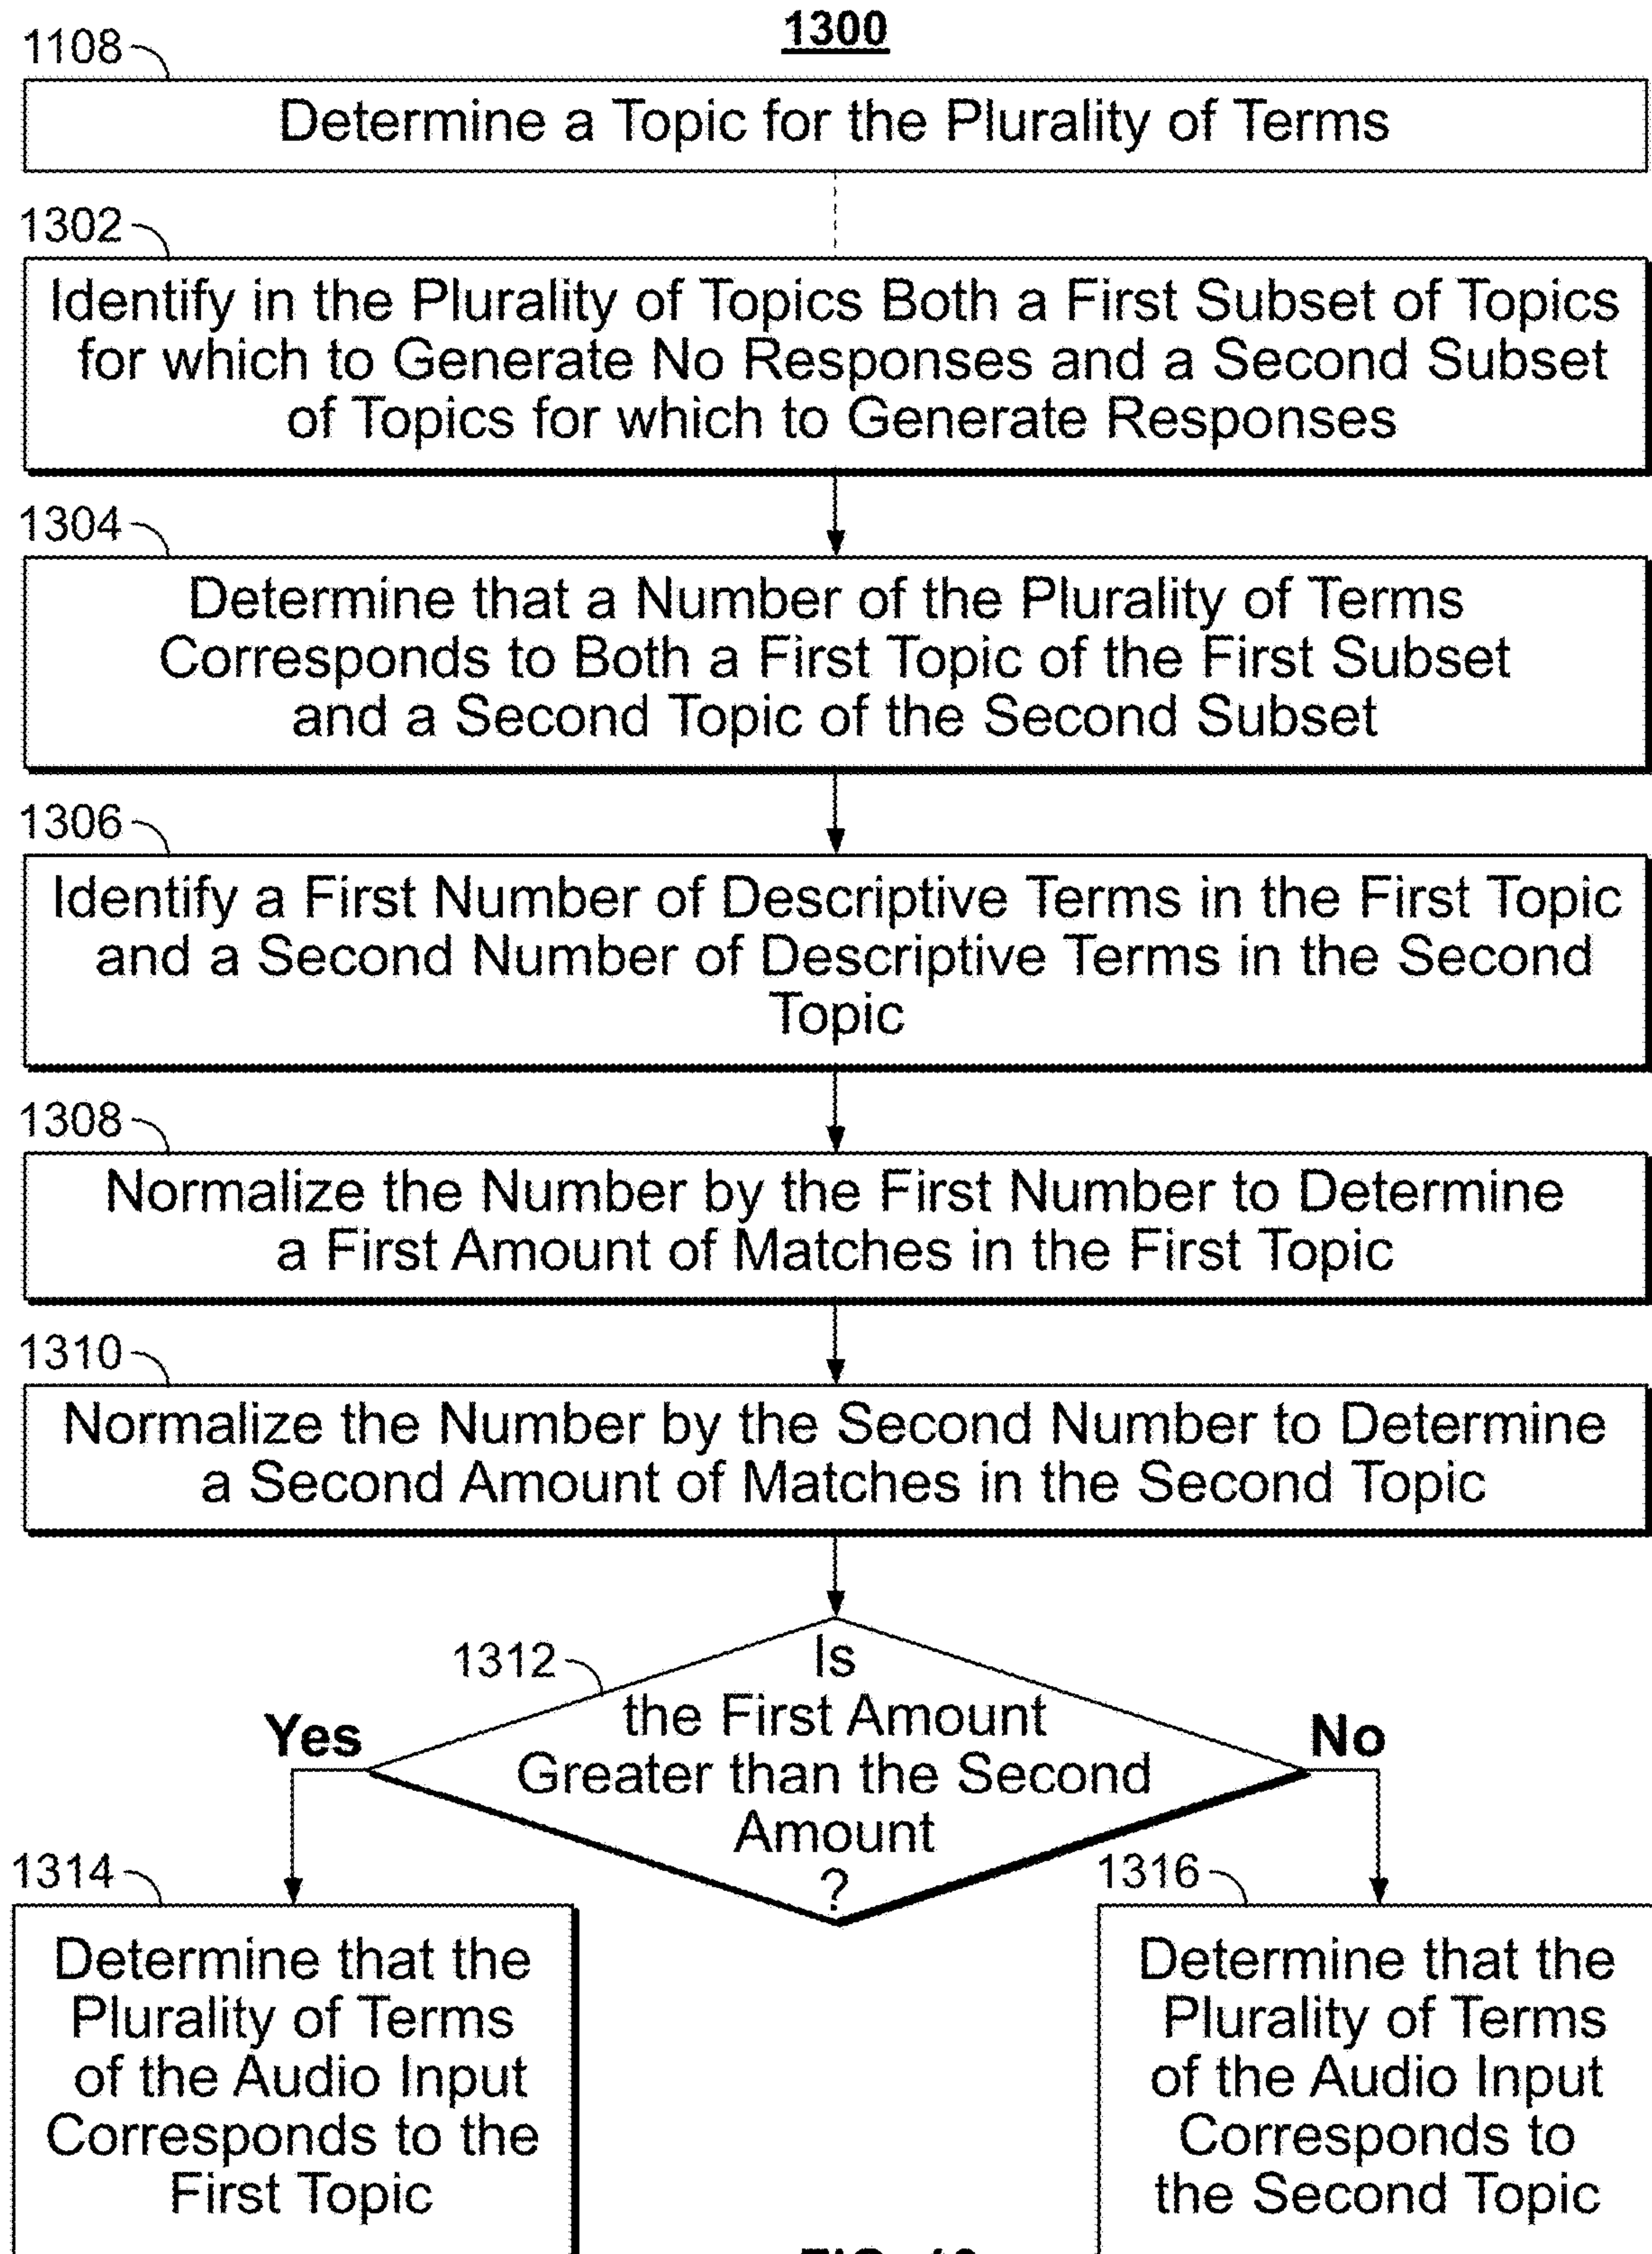 1300
1108
Determine a Topic for the Plurality of Terms
1302
Identify in the Plurality of Topics Both a First Subset of Topics
for which to Generate No Responses and a Second Subset
of Topics for which to Generate Responses
1304
Determine that a Number of the Plurality of Terms
Corresponds to Both a First Topic of the First Subset
and a Second Topic of the Second Subset
1306
Identify a First Number of Descriptive Terms in the First Topic
and a Second Number of Descriptive Terms in the Second
Topic
1308
Normalize the Number by the First Number to Determine
a First Amount of Matches in the First Topic
1310
Normalize the Number by the Second Number to Determine
a Second Amount of Matches in the Second Topic
1312
Is
the First Amount
Greater than the Second
Amount
?
Yes
No
1314
Determine that the
Plurality of Terms
of the Audio Input
Corresponds to the
First Topic
1316
Determine that the
Plurality of Terms
of the Audio Input
Corresponds to
the Second Topic